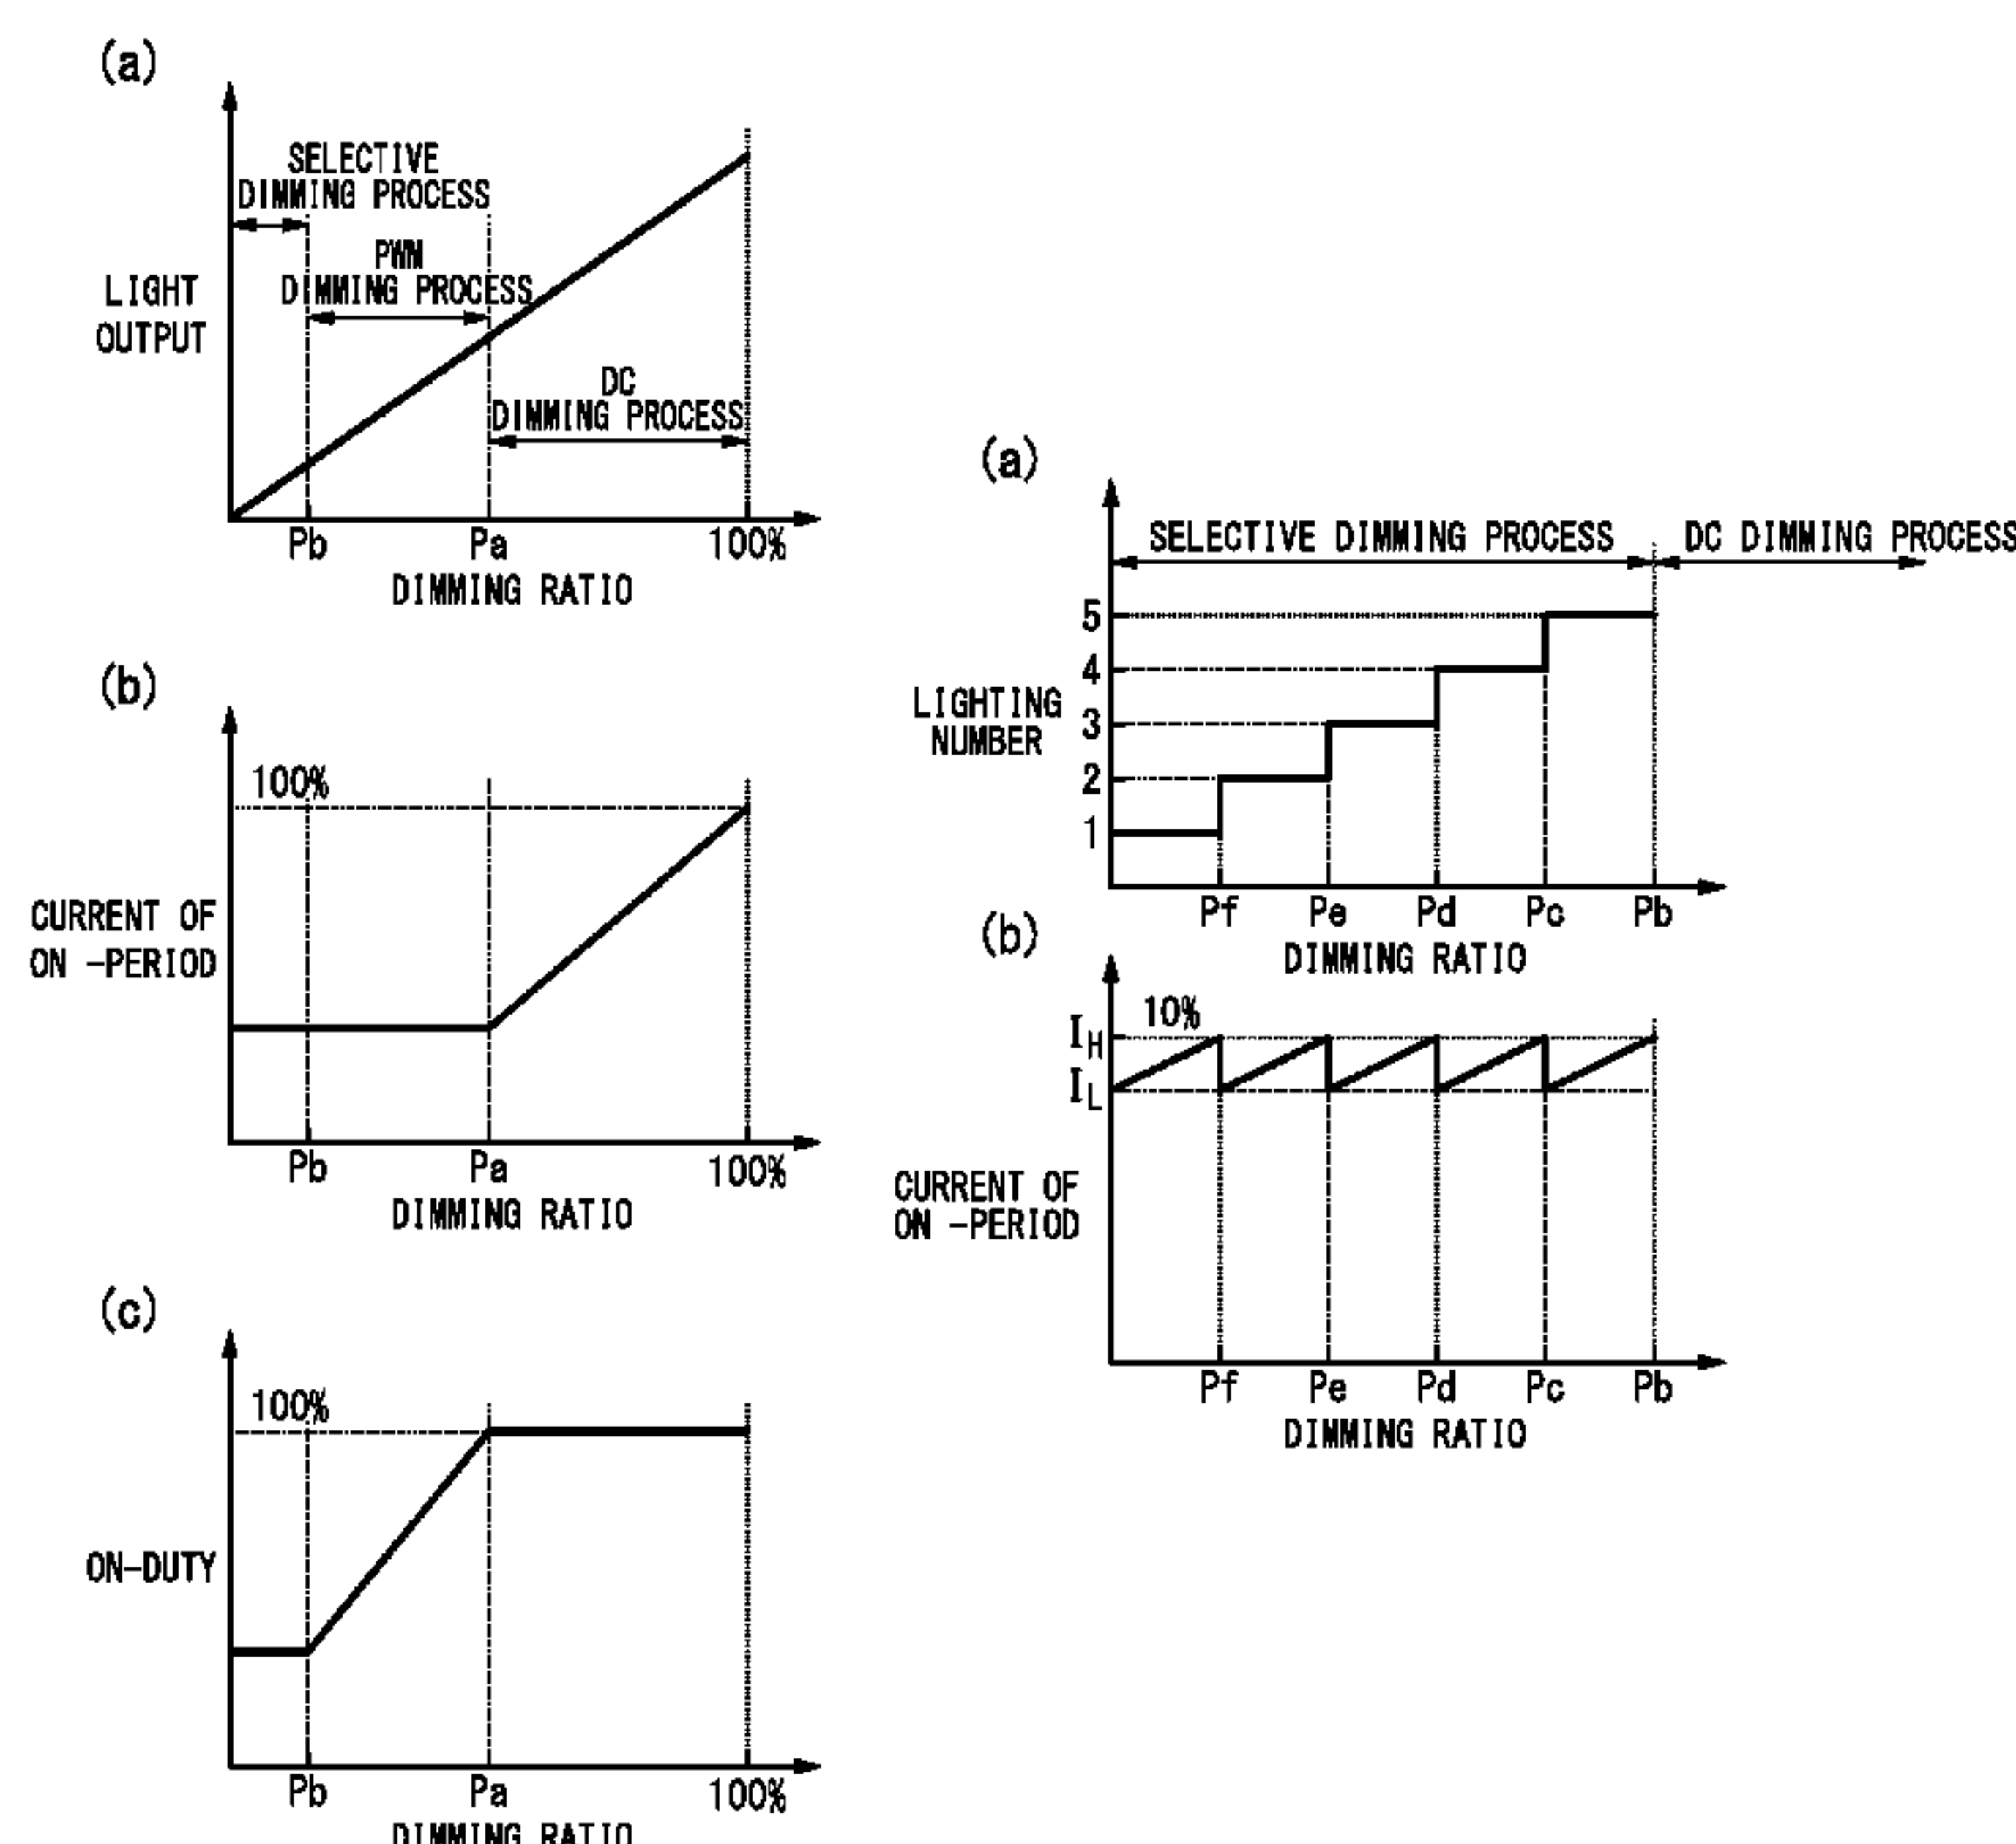 (a)
SELECTIVE
DIMMING PROCESS
PWM
DIMMING PROCESS
LIGHT
OUTPUT
DC
DIMMING PROCESS
Pb Pa 100%
DIMMING RATIO
(b)
100%
CURRENT OF
ON -PERIOD
Pb Pa 100%
DIMMING RATIO
(c)
100%
ON-DUTY
Pb Pa 100%
DIMMING RATIO
(a)
SELECTIVE DIMMING PROCESS DC DIMMING PROCESS
5
4
LIGHTING
NUMBER
3
2
1
Pf Pe Pd Pc Pb
DIMMING RATIO
(b)
10%
IH
IL
CURRENT OF
ON -PERIOD
Pf Pe Pd Pc Pb
DIMMING RATIO